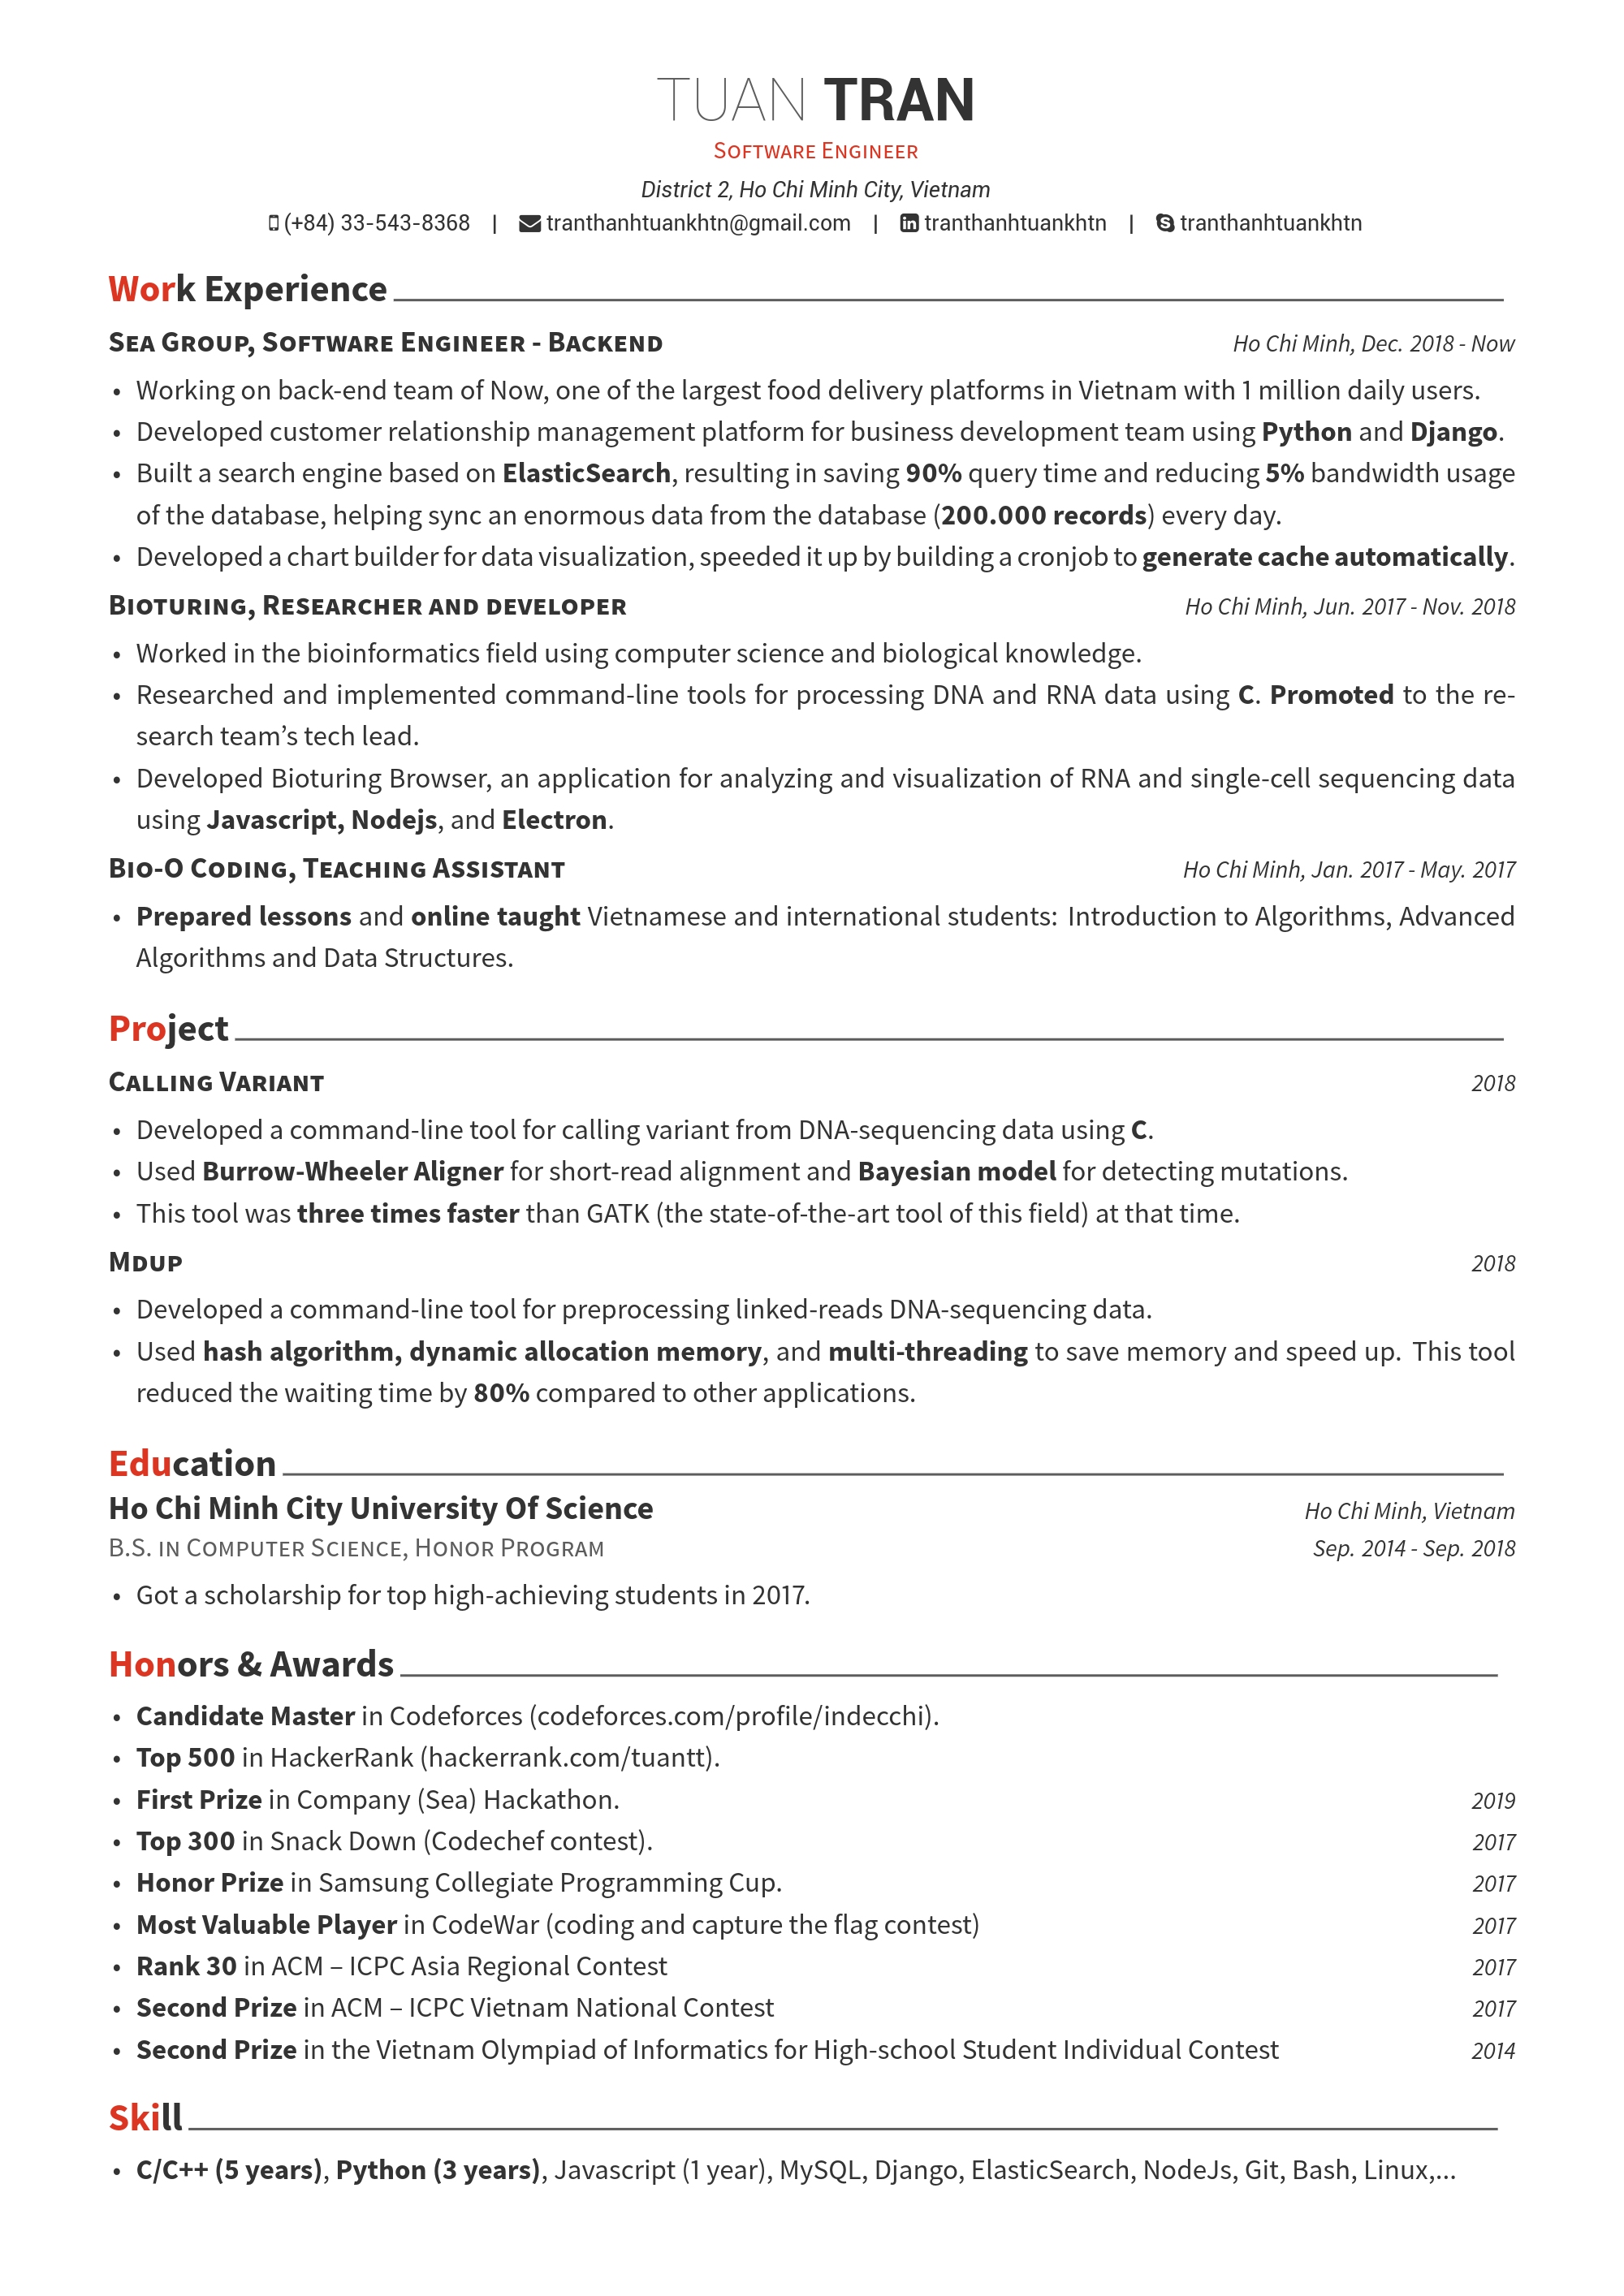 TUAN TRAN
Software Engineer
District 2, Ho Chi Minh City, Vietnam
(+84) 33-543-8368 | tranthanhtuankhtn@gmail.com | tranthanhtuankhtn | tranthanhtuankhtn
Work Experience
Sea Group, Software Engineer - Backend Ho Chi Minh, Dec. 2018 - Now
• Working on back-end team of Now, one of the largest food delivery platforms in Vietnam with 1 million daily users.
• Developed customer relationship management platform for business development team using Python and Django.
• Built a search engine based on ElasticSearch, resulting in saving 90% query time and reducing 5% bandwidth usage
of the database, helping sync an enormous data from the database (200.000 records) every day.
• Developed a chart builder for data visualization, speeded it up by building a cronjob to generate cache automatically.
Bioturing, Researcher and developer Ho Chi Minh, Jun. 2017 - Nov. 2018
• Worked in the bioinformatics field using computer science and biological knowledge.
• Researched and implemented command-line tools for processing DNA and RNA data using C. Promoted to the re-
search team's tech lead.
• Developed Bioturing Browser, an application for analyzing and visualization of RNA and single-cell sequencing data
using Javascript, Nodejs, and Electron.
Bio-O Coding, Teaching Assistant Ho Chi Minh, Jan. 2017 - May. 2017
• Prepared lessons and online taught Vietnamese and international students: Introduction to Algorithms, Advanced
Algorithms and Data Structures.
Project
Calling Variant 2018
• Developed a command-line tool for calling variant from DNA-sequencing data using C.
• Used Burrow-Wheeler Aligner for short-read alignment and Bayesian model for detecting mutations.
• This tool was three times faster than GATK (the state-of-the-art tool of this field) at that time.
Mdup 2018
• Developed a command-line tool for preprocessing linked-reads DNA-sequencing data.
• Used hash algorithm, dynamic allocation memory, and multi-threading to save memory and speed up. This tool
reduced the waiting time by 80% compared to other applications.
Education
Ho Chi Minh City University Of Science Ho Chi Minh, Vietnam
B.S. in Computer Science, Honor Program Sep. 2014 - Sep. 2018
• Got a scholarship for top high-achieving students in 2017.
Honors & Awards
• Candidate Master in Codeforces (codeforces.com/profile/indecchi).
• Top 500 in HackerRank (hackerrank.com/tuantt).
• First Prize in Company (Sea) Hackathon. 2019
• Top 300 in Snack Down (Codechef contest). 2017
• Honor Prize in Samsung Collegiate Programming Cup. 2017
• Most Valuable Player in CodeWar (coding and capture the flag contest) 2017
• Rank 30 in ACM – ICPC Asia Regional Contest 2017
• Second Prize in ACM – ICPC Vietnam National Contest 2017
• Second Prize in the Vietnam Olympiad of Informatics for High-school Student Individual Contest 2014
Skill
• C/C++ (5 years), Python (3 years), Javascript (1 year), MySQL, Django, ElasticSearch, NodeJs, Git, Bash, Linux,...